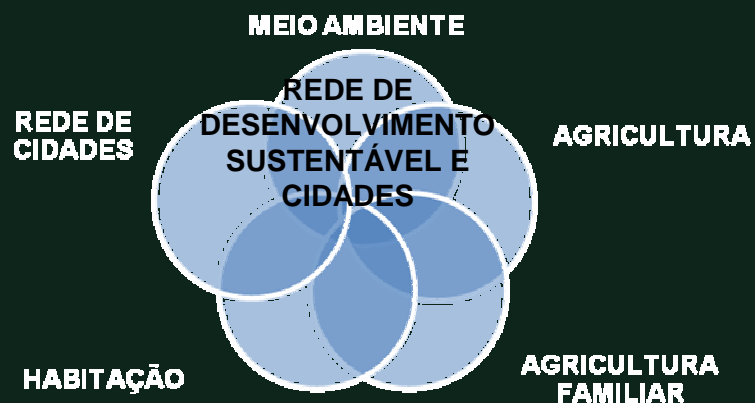 MEIO AMBIENTE
REDE DE
DESENVOLVIMENTO
SUSTENTÁVEL E
CIDADES
REDE DE
CIDADES
AGRICULTURA
HABITAÇÃO
AGRICULTURA
FAMILIAR